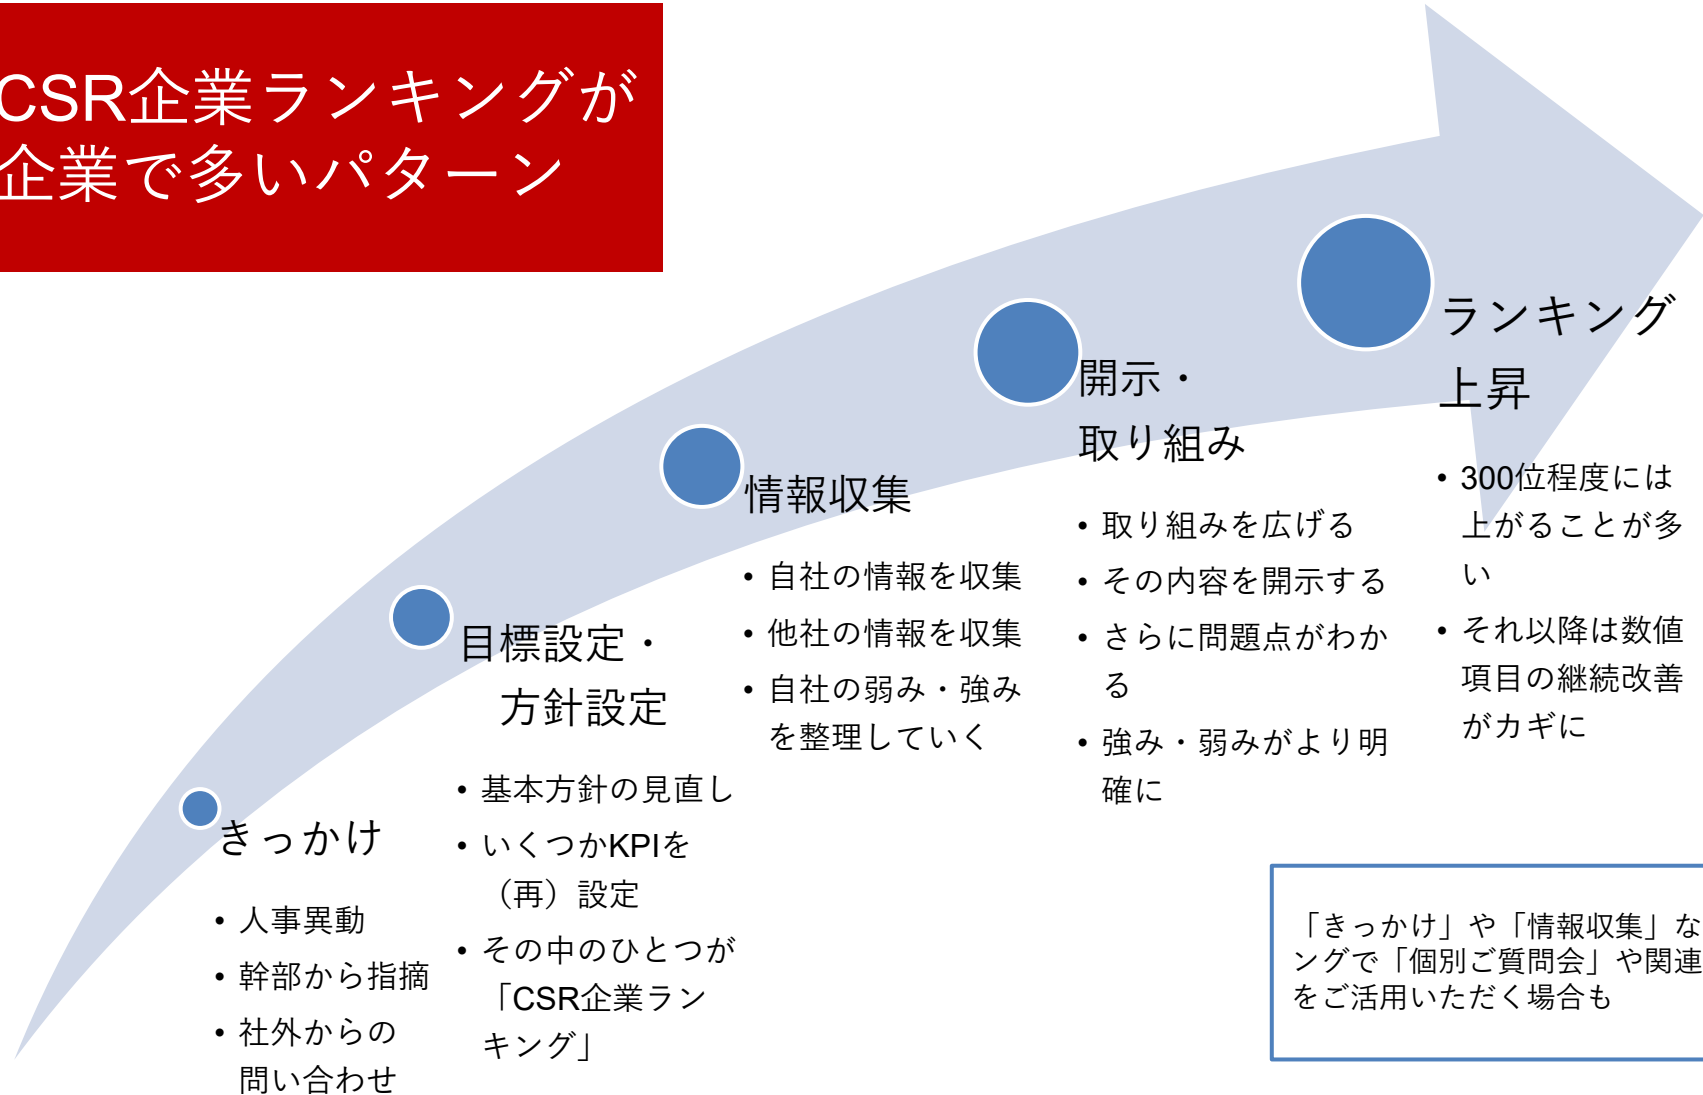 CSR企業ランキングが
企業で多いパターン
きっかけ
• 人事異動
• 幹部から指摘
• 社外からの
問い合わせ
目標設定・
方針設定
• 基本方針の見直し
• いくつかKPIを
（再）設定
• その中のひとつが
「CSR企業ラン
キング」
情報収集
• 自社の情報を収集
• 他社の情報を収集
• 自社の弱み・強み
を整理していく
開示・
取り組み
• 取り組みを広げる
• その内容を開示する
• さらに問題点がわか
る
• 強み・弱みがより明
確に
ランキング
上昇
• 300位程度には
上がることが多
い
• それ以降は数値
項目の継続改善
がカギに
「きっかけ」や「情報収集」な
ングで「個別ご質問会」や関連
をご活用いただく場合も